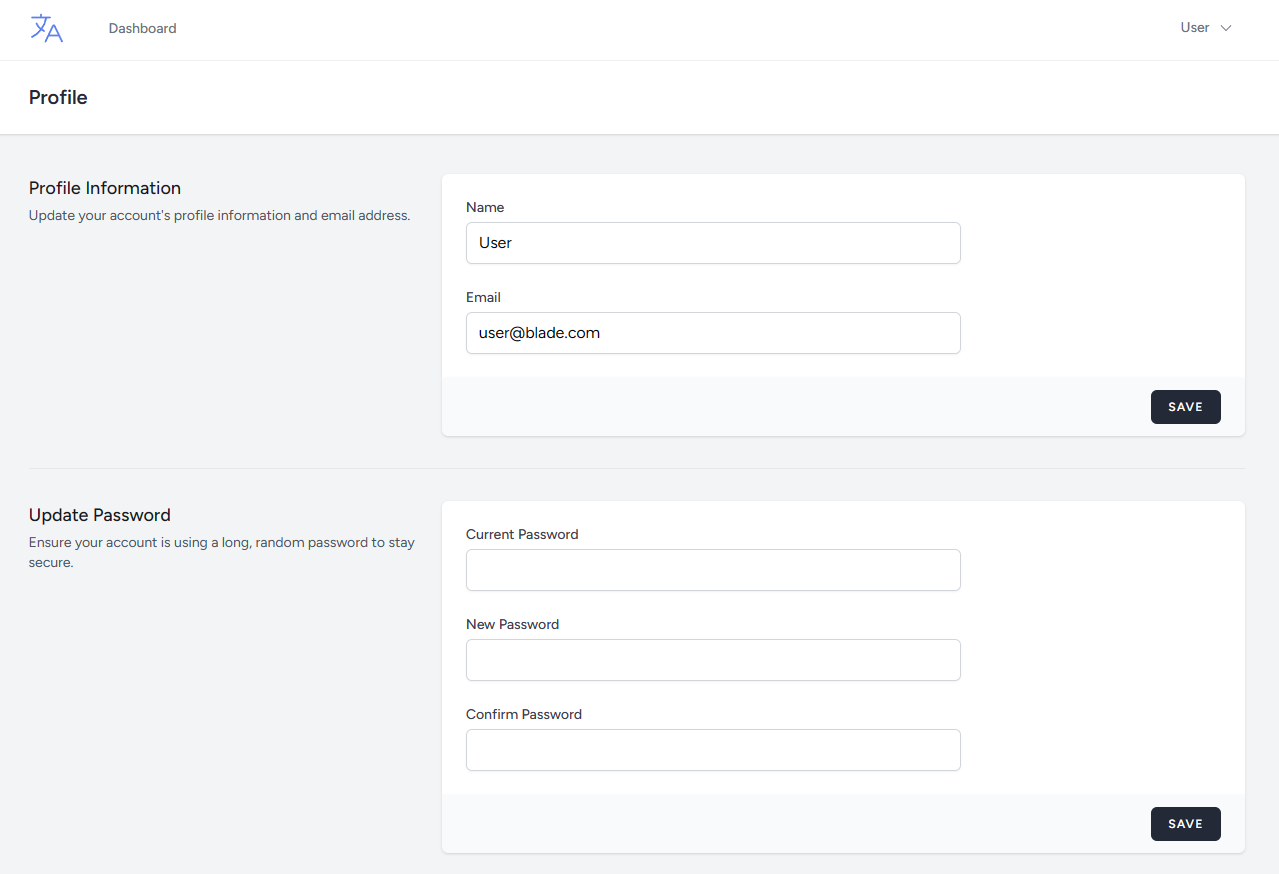 文A
Dashboard
User
Profile
Profile Information
Update your account's profile information and email address.
Name
User
Email
user@blade.com
SAVE
Update Password
Ensure your account is using a long, random password to stay
secure.
Current Password
New Password
Confirm Password
SAVE